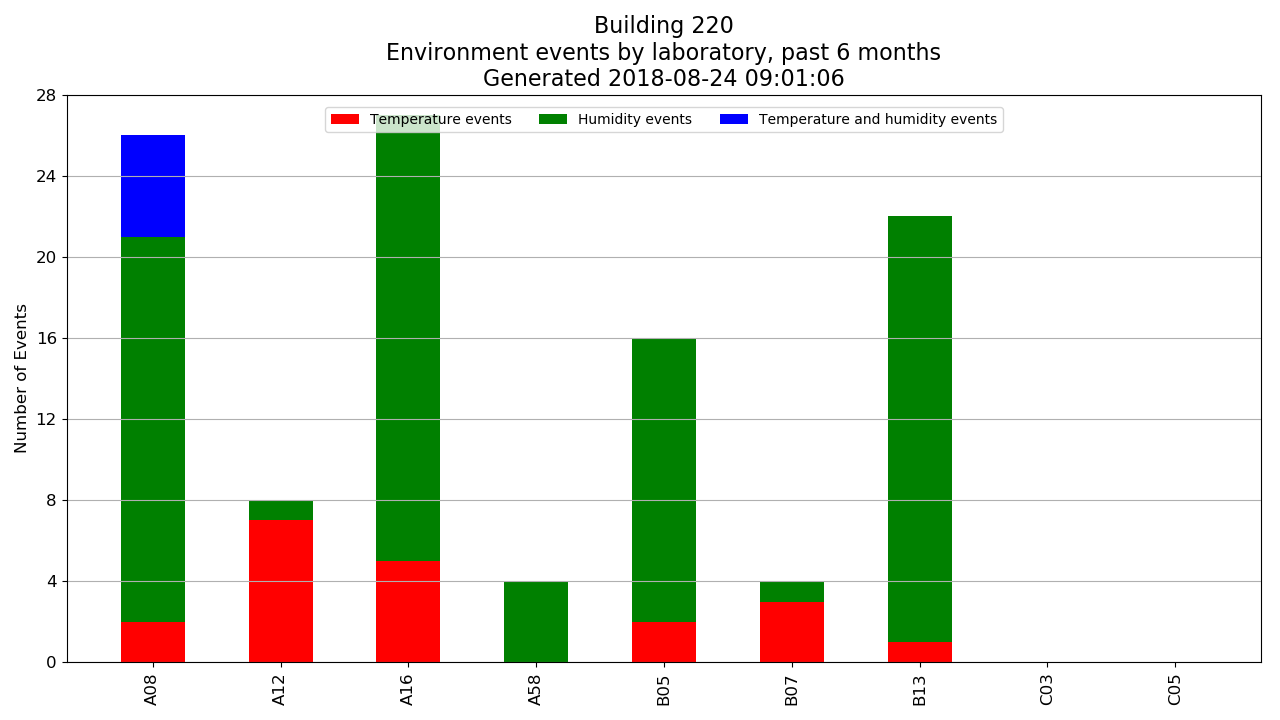 Building 220
Environment events by laboratory, past 6 months
Generated 2018-08-24 09:01:06
Temperature events Humidity events Temperature and humidity events
Number of Events
28
24
20
16
12
8
4
0
A08 A12 A16 A58 B05 B07 B13 C03 C05